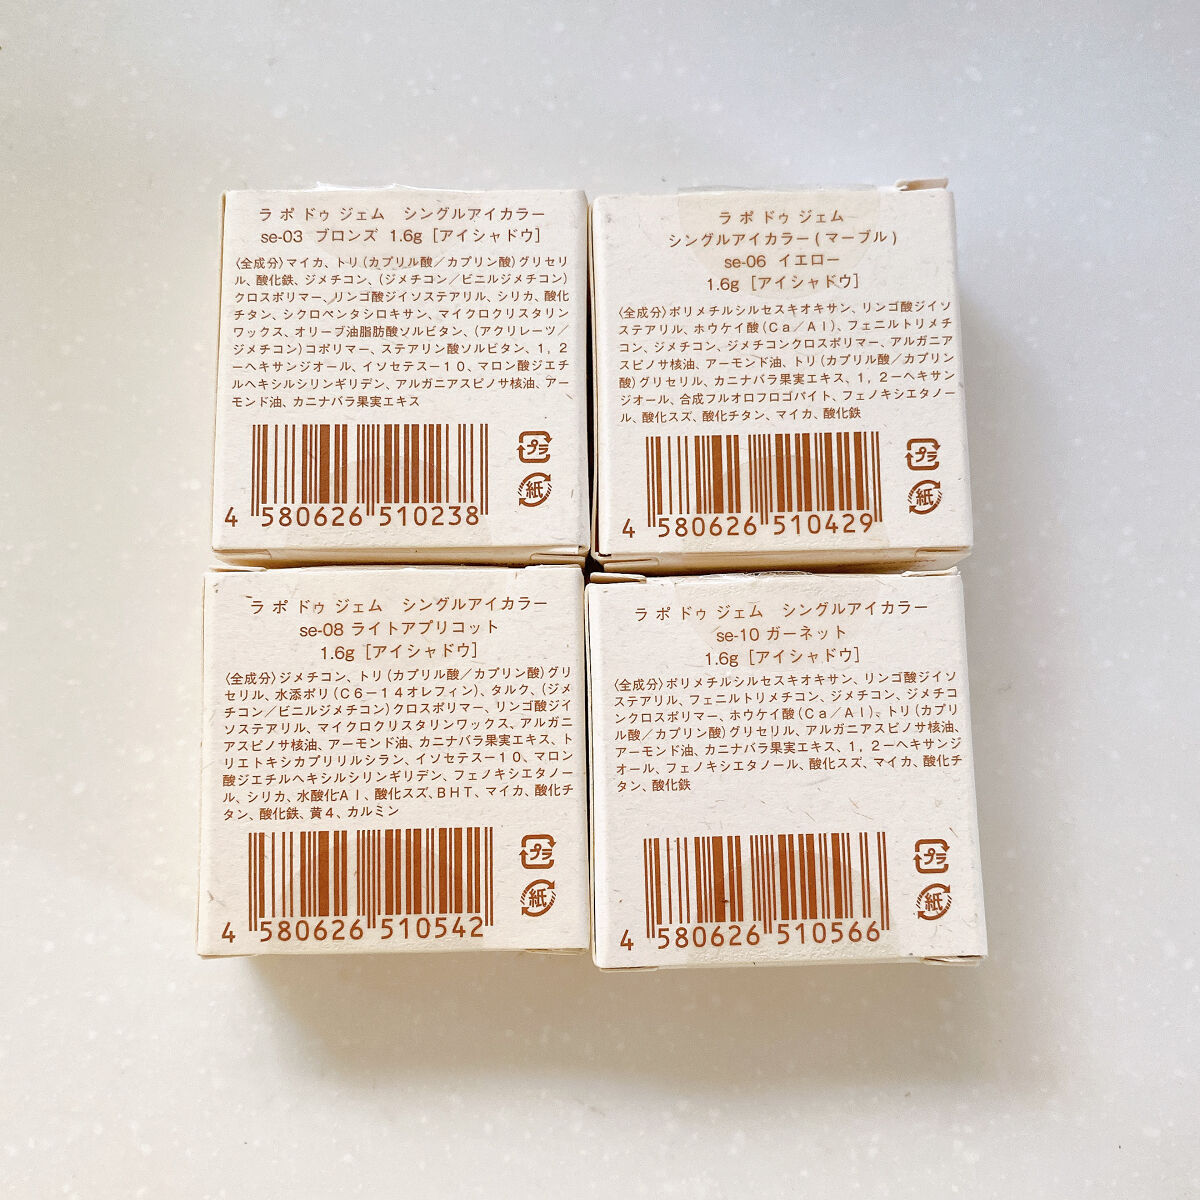 ラ ポ ドゥ ジェム　シングルアイカラー
se-03 ブロンズ 1.6g［アイシャドウ］
〈全成分〉マイカ、トリ（カプリル酸／カプリン酸）グリセリ
ル、酸化鉄、ジメチコン、（ジメチコン／ビニルジメチコン）
クロスポリマー、リンゴ酸ジイソステアリル、シリカ、酸化
チタン、シクロペンタシロキサン、マイクロクリスタリン
ワックス、オリーブ油脂肪酸ソルビタン、（アクリレーツ／
ジメチコン）コポリマー、ステアリン酸ソルビタン、１，２
－ヘキサンジオール、イソセテス－１０、マロン酸ジエチ
ルヘキシルシリンギリデン、アルガニアスピノサ核油、アー
モンド油、カニナバラ果実エキス
プラ
紙
4 580626 510238
ラ ポ ドゥ ジェム
シングルアイカラー（マーブル）
se-06 イエロー
1.6g［アイシャドウ］
〈全成分〉ポリメチルシルセスキオキサン、リンゴ酸ジイソ
ステアリル、ホウケイ酸（Ｃａ／Ａｌ）、フェニルトリメチ
コン、ジメチコン、ジメチコンクロスポリマー、アルガニア
スピノサ核油、アーモンド油、トリ（カプリル酸／カプリン
酸）グリセリル、カニナバラ果実エキス、１，２－ヘキサン
ジオール、合成フルオロフロゴパイト、フェノキシエタノー
ル、酸化スズ、酸化チタン、マイカ、酸化鉄
プラ
紙
4 580626 510429
ラ ポ ドゥ ジェム　シングルアイカラー
se-08 ライトアプリコット
1.6g［アイシャドウ］
〈全成分〉ジメチコン、トリ（カプリル酸／カプリン酸）グリ
セリル、水添ポリ（Ｃ６－１４オレフィン）、タルク、（ジメ
チコン／ビニルジメチコン）クロスポリマー、リンゴ酸ジイ
ソステアリル、マイクロクリスタリンワックス、アルガニ
アスピノサ核油、アーモンド油、カニナバラ果実エキス、ト
リエトキシカプリリルシラン、イソセテス－１０、マロン
酸ジエチルヘキシルシリンギリデン、フェノキシエタノー
ル、シリカ、水酸化Ａｌ、酸化スズ、ＢＨＴ、マイカ、酸化チ
タン、酸化鉄、黄４、カルミン
プラ
紙
4 580626 510542
ラ ポ ドゥ ジェム　シングルアイカラー
se-10 ガーネット
1.6g［アイシャドウ］
〈全成分〉ポリメチルシルセスキオキサン、リンゴ酸ジイソ
ステアリル、フェニルトリメチコン、ジメチコン、ジメチコ
ンクロスポリマー、ホウケイ酸（Ｃａ／Ａｌ）、トリ（カプリ
ル酸／カプリン酸）グリセリル、アルガニアスピノサ核油、
アーモンド油、カニナバラ果実エキス、１，２－ヘキサンジ
オール、フェノキシエタノール、酸化スズ、マイカ、酸化チ
タン、酸化鉄
プラ
紙
4 580626 510566